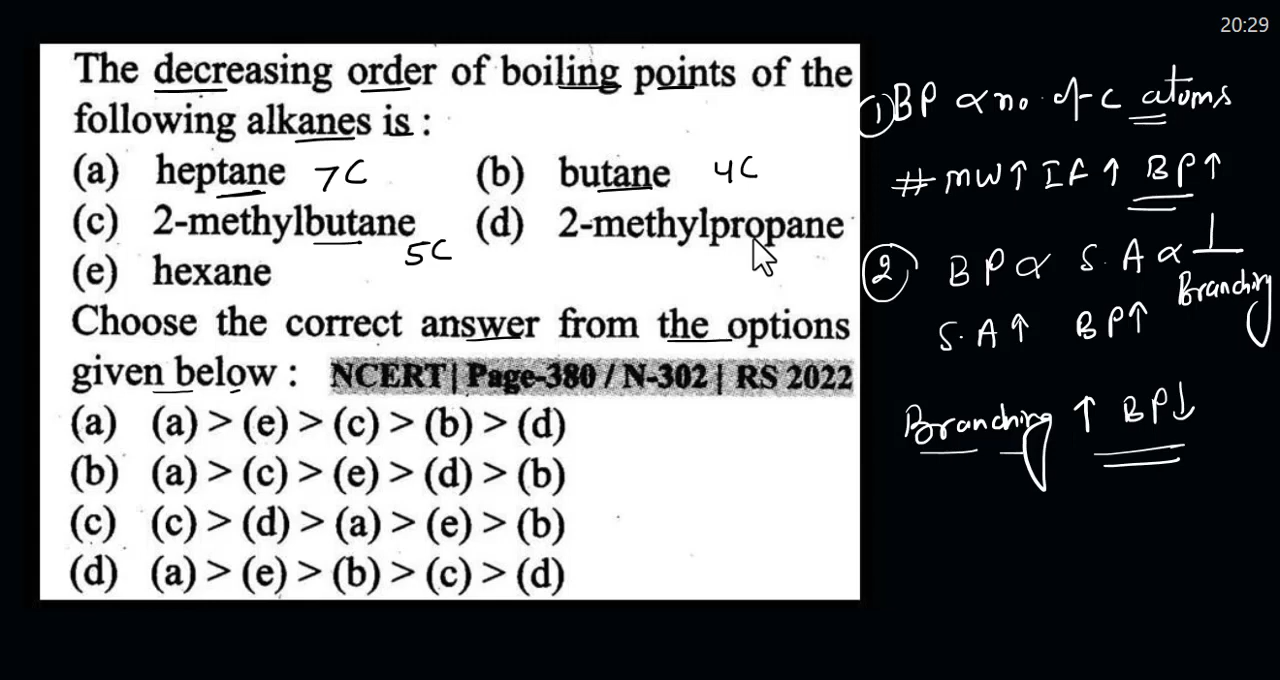 20:29
The decreasing order of boiling points of the
following alkanes is :
(a) heptane 7C (b) butane 4C
(c) 2-methylbutane 5C (d) 2-methylpropane
(e) hexane
Choose the correct answer from the options
given below : NCERT| Page-380 / N-302 | RS 2022
(a) (a) > (e) > (c) > (b) > (d)
(b) (a) > (c) > (e) > (d) > (b)
(c) (c) > (d) > (a) > (e) > (b)
(d) (a) > (e) > (b) > (c) > (d)
1) BP ∝ no. of C atoms
# MW↑ IF ↑ BP↑
2) BP ∝ S.A ∝ 1/Branching
S.A↑ BP↑
Branching ↑ BP↓